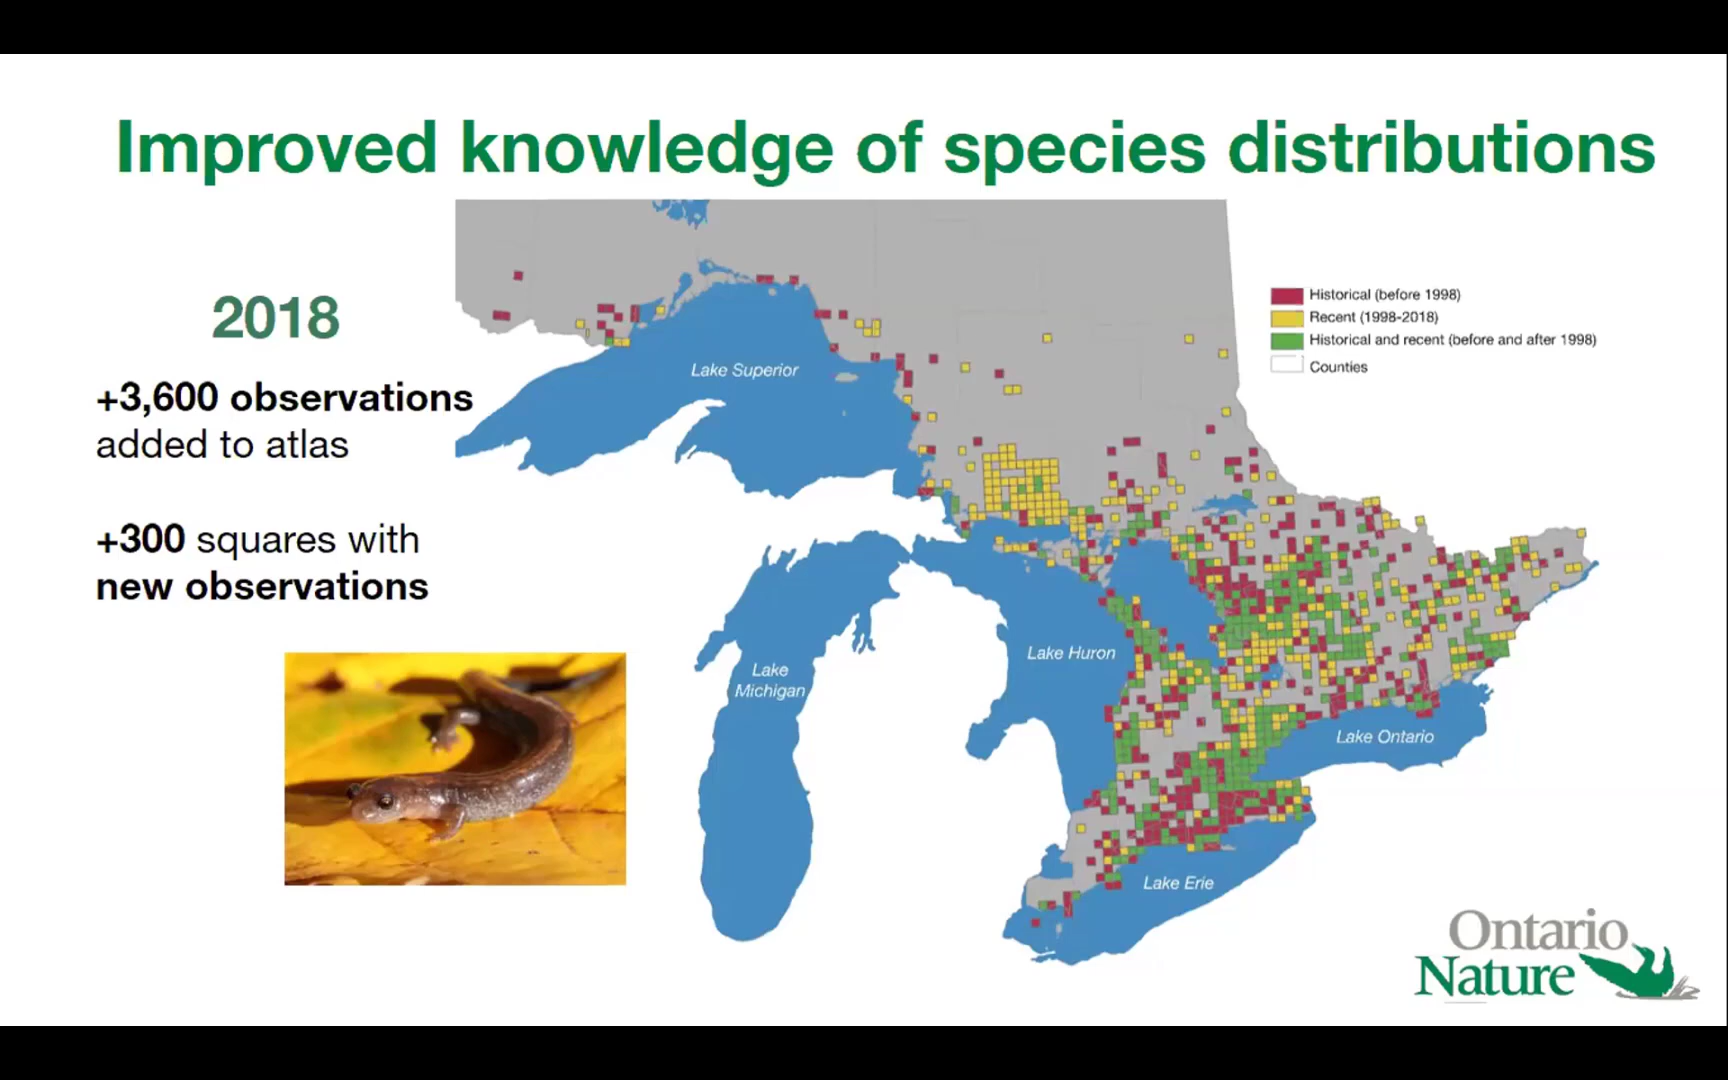 Improved knowledge of species distributions
2018
+3,600 observations
added to atlas
+300 squares with
new observations
Historical (before 1998)
Recent (1998-2018)
Historical and recent (before and after 1998)
Counties
Lake Superior
Lake Huron
Lake
Michigan
Lake Ontario
Lake Erie
Ontario
Nature